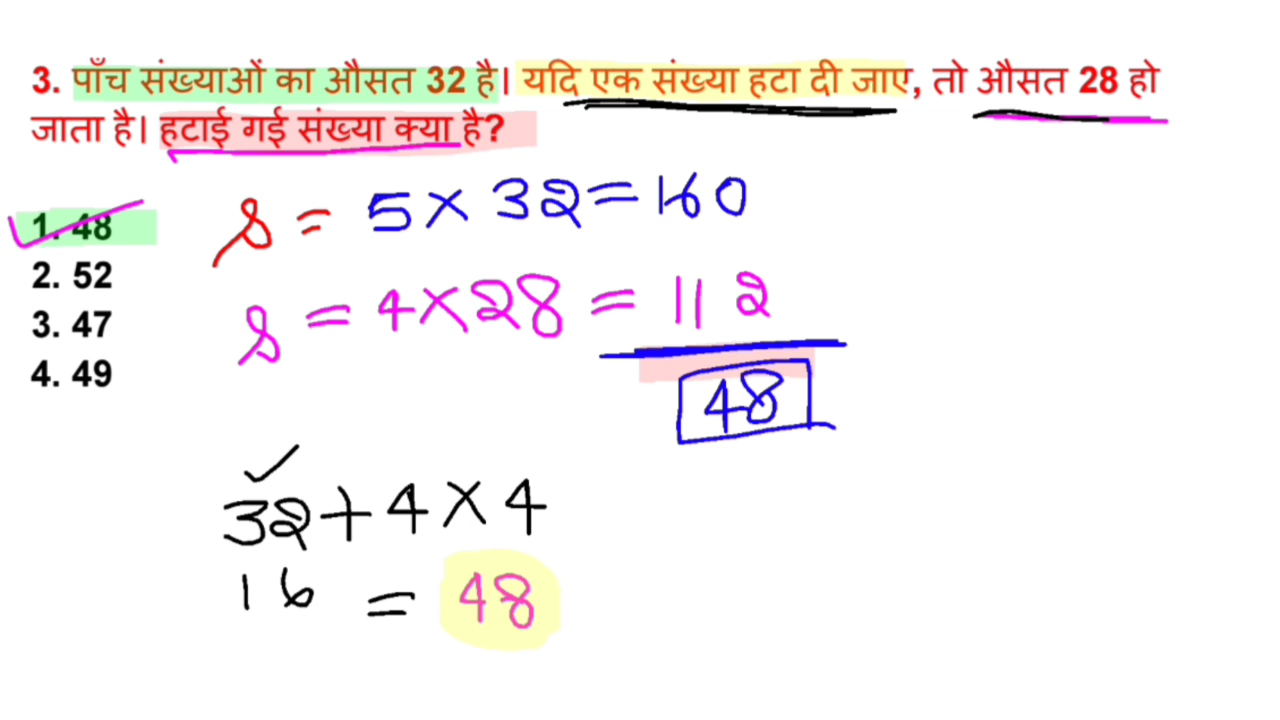 3. पाँच संख्याओं का औसत 32 है। यदि एक संख्या हटा दी जाए, तो औसत 28 हो
जाता है। हटाई गई संख्या क्या है?
1. 48
2. 52
3. 47
4. 49
S = 5 × 32 = 160
S = 4 × 28 = 112
48
32 + 4 × 4
16 = 48